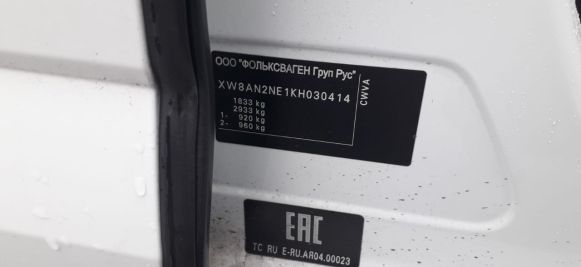 ООО "ФОЛЬКСВАГЕН Груп Рус"
XW8AN2NE1KH030414
CWVA
1833 kg
2933 kg
1- 920 kg
2- 960 kg
EAC
TC RU E-RU.AR04.00023